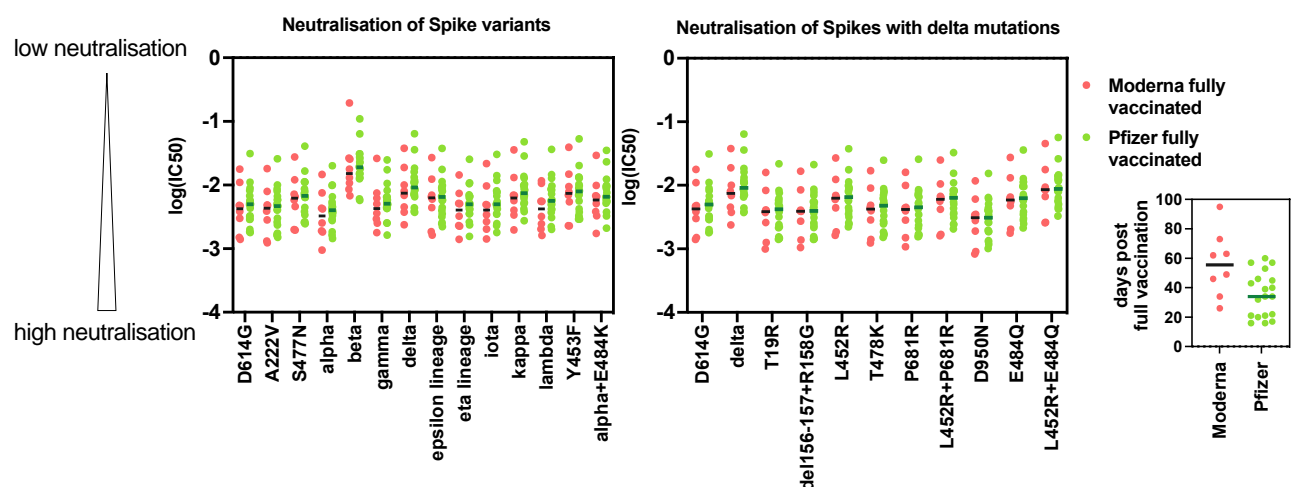 Neutralisation of Spike variants
Neutralisation of Spikes with delta mutations
low neutralisation
high neutralisation
log(IC50)
0
-1
-2
-3
-4
D614G
A222V
S477N
alpha
beta
gamma
delta
epsilon lineage
eta lineage
iota
kappa
lambda
Y453F
alpha+E484K
log(IC50)
0
-1
-2
-3
-4
D614G
delta
T19R
del156-157+R158G
L452R
T478K
P681R
L452R+P681R
D950N
E484Q
L452R+E484Q
Moderna fully
vaccinated
Pfizer fully
vaccinated
days post
full vaccination
100
80
60
40
20
0
Moderna
Pfizer